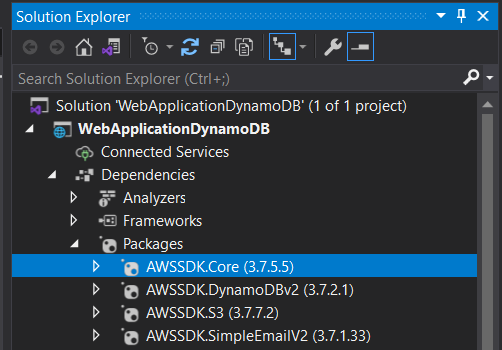 Solution Explorer
Search Solution Explorer (Ctrl+;)
Solution 'WebApplicationDynamoDB' (1 of 1 project)
WebApplicationDynamoDB
Connected Services
Dependencies
Analyzers
Frameworks
Packages
AWSSDK.Core (3.7.5.5)
AWSSDK.DynamoDBv2 (3.7.2.1)
AWSSDK.S3 (3.7.7.2)
AWSSDK.SimpleEmailV2 (3.7.1.33)